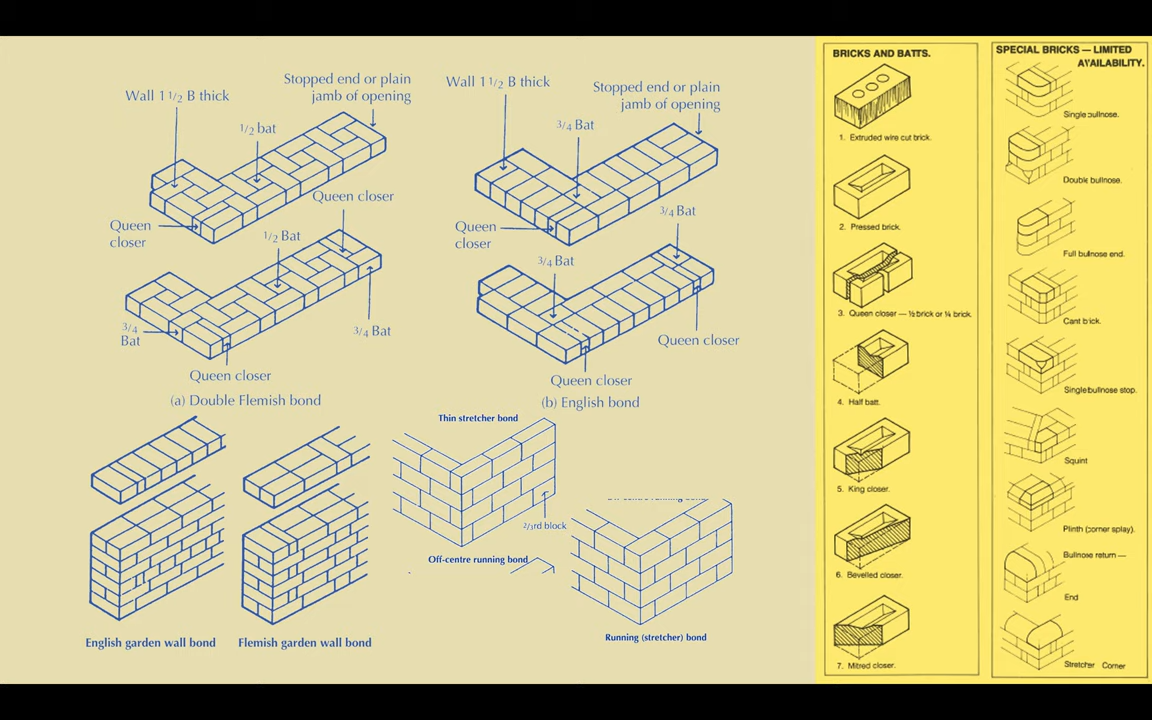 Wall 1 1/2 B thick
Stopped end or plain
jamb of opening
1/2 bat
Queen closer
Queen
closer
1/2 Bat
3/4
Bat
3/4 Bat
Queen closer
(a) Double Flemish bond
Wall 1 1/2 B thick
Stopped end or plain
jamb of opening
3/4 Bat
Queen
closer
3/4 Bat
3/4 Bat
Queen closer
Queen closer
(b) English bond
English garden wall bond
Flemish garden wall bond
Thin stretcher bond
2/3rd block
Off-centre running bond
Running (stretcher) bond
BRICKS AND BATTS.
1. Extruded wire cut brick.
2. Pressed brick.
3. Queen closer — ½ brick or ¼ brick.
4. Half batt.
5. King closer.
6. Bevelled closer.
7. Mitred closer.
SPECIAL BRICKS — LIMITED
AVAILABILITY.
Single bullnose.
Double bullnose.
Full bullnose end.
Cant brick.
Single bullnose stop.
Squint
Plinth (corner splay).
Bullnose return —
End
Stretcher Corner